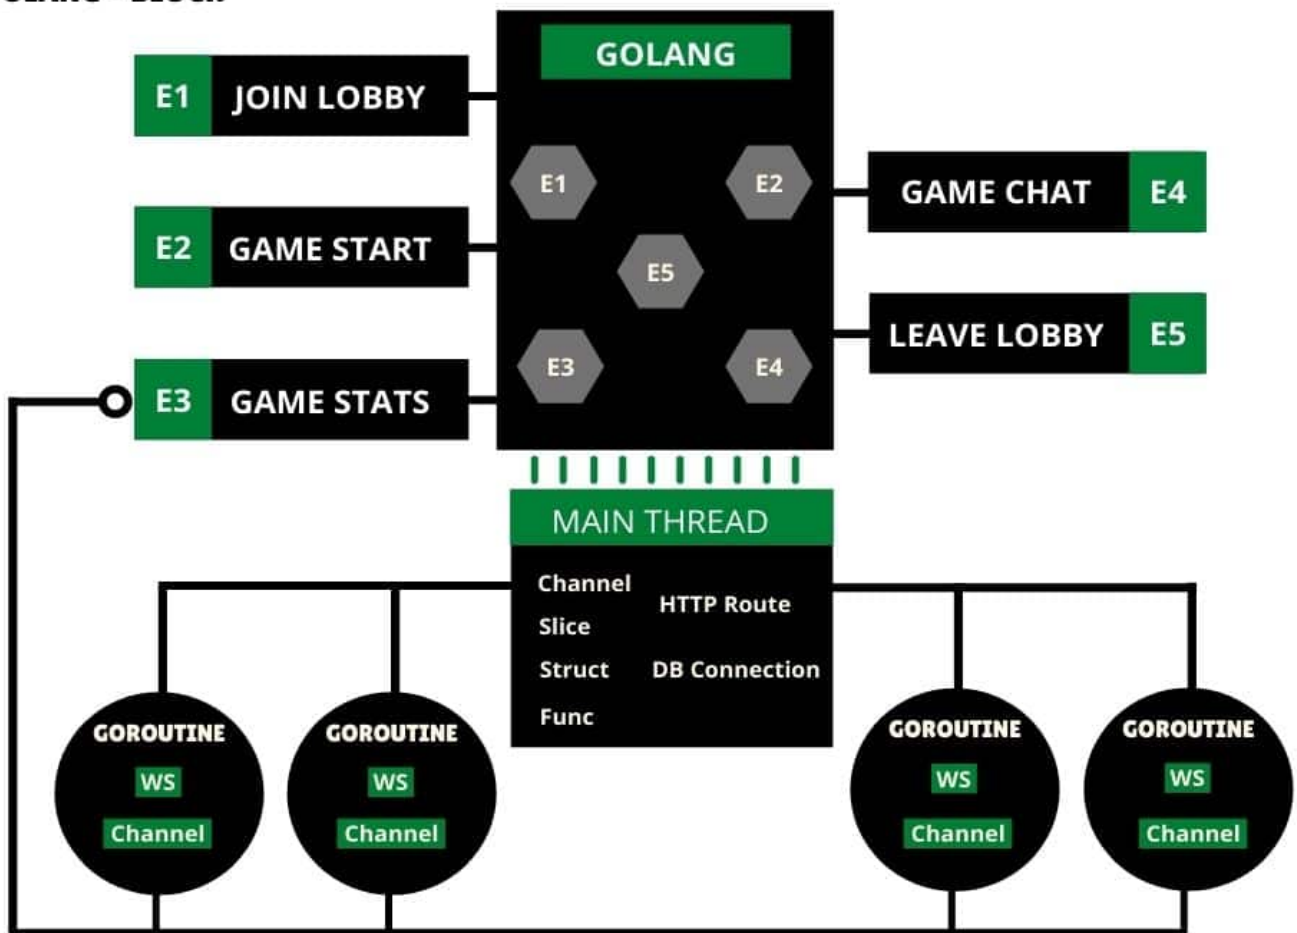 GOLANG
E1 JOIN LOBBY
E2 GAME START
E3 GAME STATS
E1
E2
E5
E3
E4
GAME CHAT E4
LEAVE LOBBY E5
MAIN THREAD
Channel
HTTP Route
Slice
Struct
DB Connection
Func
GOROUTINE
WS
Channel
GOROUTINE
WS
Channel
GOROUTINE
WS
Channel
GOROUTINE
WS
Channel